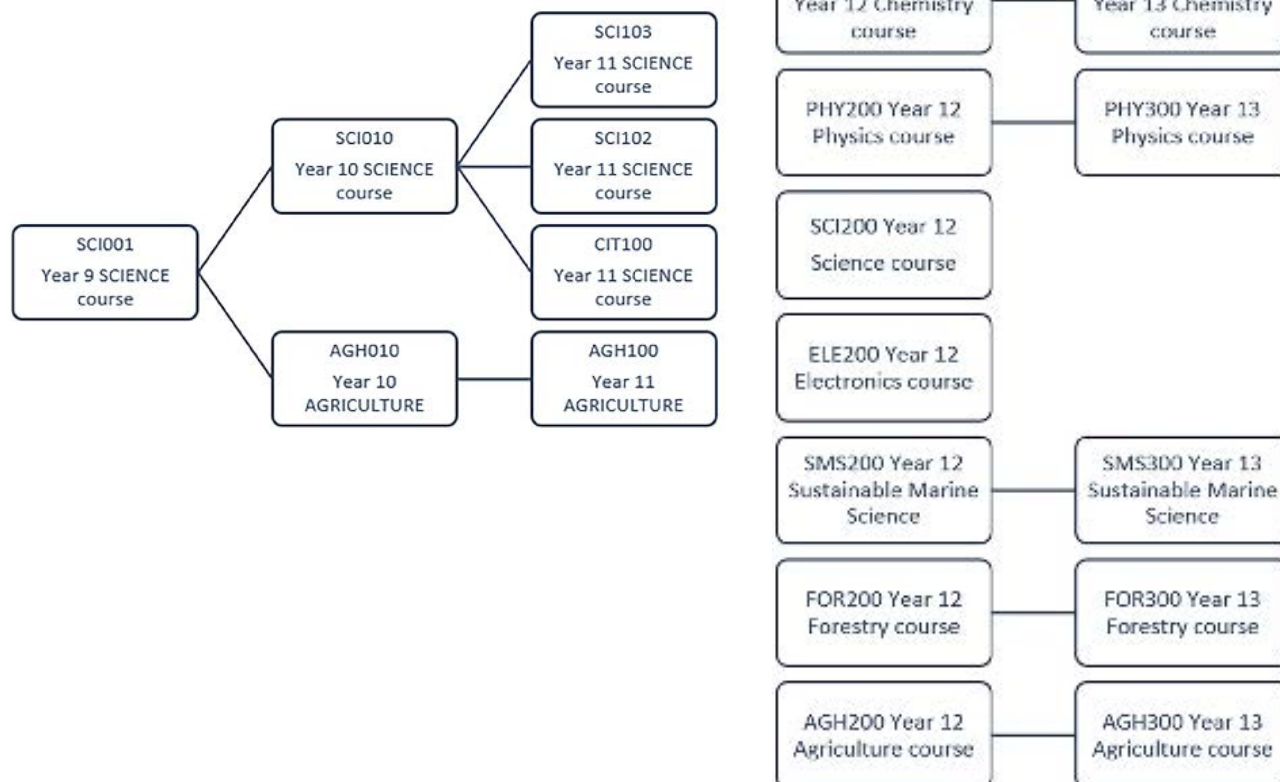 SCI001
Year 9 SCIENCE
course
SCI010
Year 10 SCIENCE
course
AGH010
Year 10
AGRICULTURE
SCI103
Year 11 SCIENCE
course
SCI102
Year 11 SCIENCE
course
CIT100
Year 11 SCIENCE
course
AGH100
Year 11
AGRICULTURE
Year 12 Chemistry
course
Year 13 Chemistry
course
PHY200 Year 12
Physics course
PHY300 Year 13
Physics course
SCI200 Year 12
Science course
ELE200 Year 12
Electronics course
SMS200 Year 12
Sustainable Marine
Science
SMS300 Year 13
Sustainable Marine
Science
FOR200 Year 12
Forestry course
FOR300 Year 13
Forestry course
AGH200 Year 12
Agriculture course
AGH300 Year 13
Agriculture course